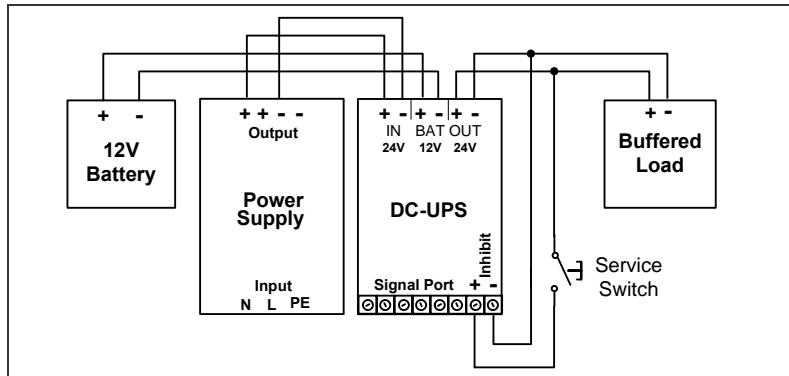 + -
12V
Battery
+ + - -
Output
Power
Supply
Input
N L PE
+ - + - + -
IN BAT OUT
24V 12V 24V
DC-UPS
Inhibit
Signal Port + -
+ -
Buffered
Load
Service
Switch